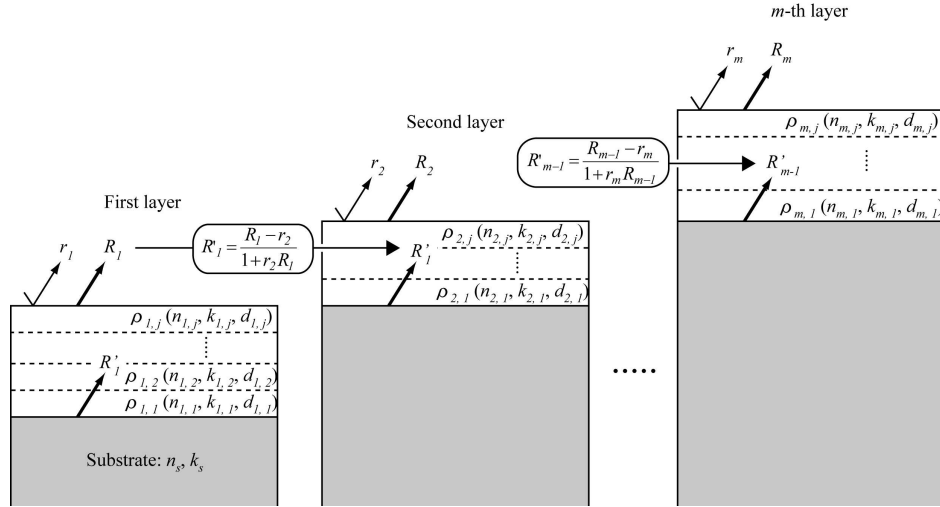 m-th layer
r_m R_m
ρ_{m, j} (n_{m, j}, k_{m, j}, d_{m, j})
R'_{m-1}
ρ_{m, 1} (n_{m, 1}, k_{m, 1}, d_{m, 1})
R'_{m-1} = \frac{R_{m-1} - r_m}{1 + r_m R_{m-1}}
Second layer
r_2 R_2
ρ_{2, j} (n_{2, j}, k_{2, j}, d_{2, j})
R'_1
ρ_{2, 1} (n_{2, 1}, k_{2, 1}, d_{2, 1})
R'_1 = \frac{R_1 - r_2}{1 + r_2 R_1}
First layer
r_1 R_1
ρ_{1, j} (n_{1, j}, k_{1, j}, d_{1, j})
R'_1
ρ_{1, 2} (n_{1, 2}, k_{1, 2}, d_{1, 2})
ρ_{1, 1} (n_{1, 1}, k_{1, 1}, d_{1, 1})
Substrate: n_s, k_s